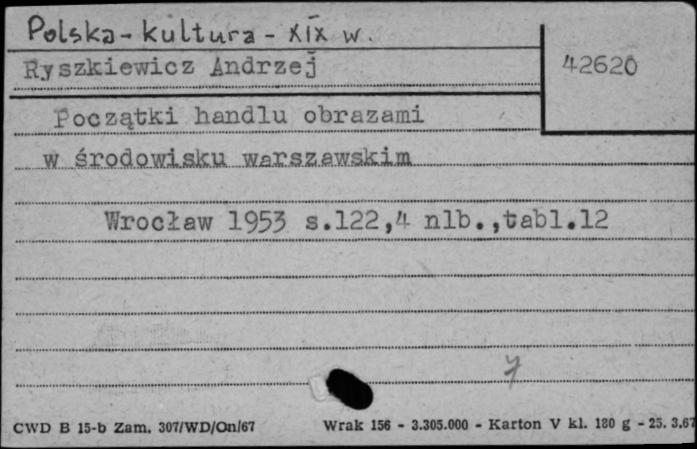 Polska - kultura - XIX w.
Ryszkiewicz Andrzej
42620
Początki handlu obrazami
w środowisku warszawskim
Wrocław 1953 s.122,4 nlb.,tabl.12
7
CWD B 15-b Zam. 307/WD/On/67 Wrak 156 - 3.305.000 - Karton V kl. 180 g - 25. 3.67